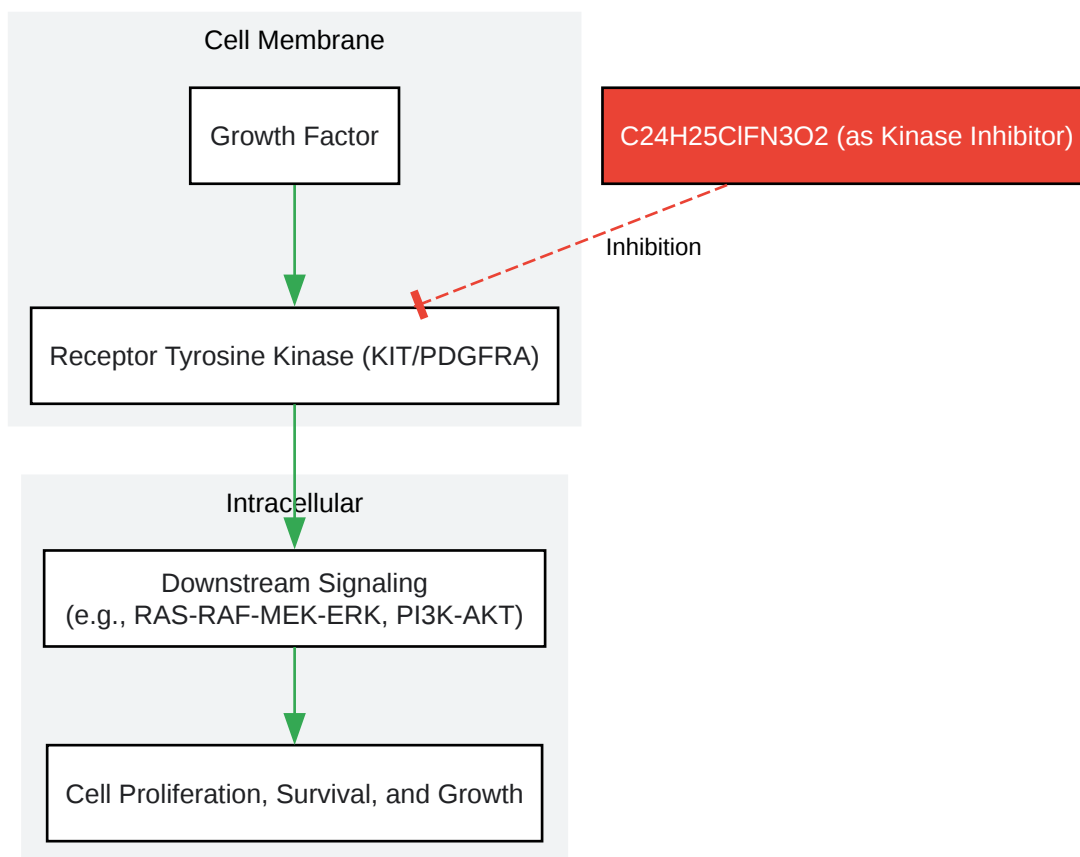 Cell Membrane
Growth Factor
C24H25ClFN3O2 (as Kinase Inhibitor)
Inhibition
Receptor Tyrosine Kinase (KIT/PDGFRA)
Intracellular
Downstream Signaling
(e.g., RAS-RAF-MEK-ERK, PI3K-AKT)
Cell Proliferation, Survival, and Growth